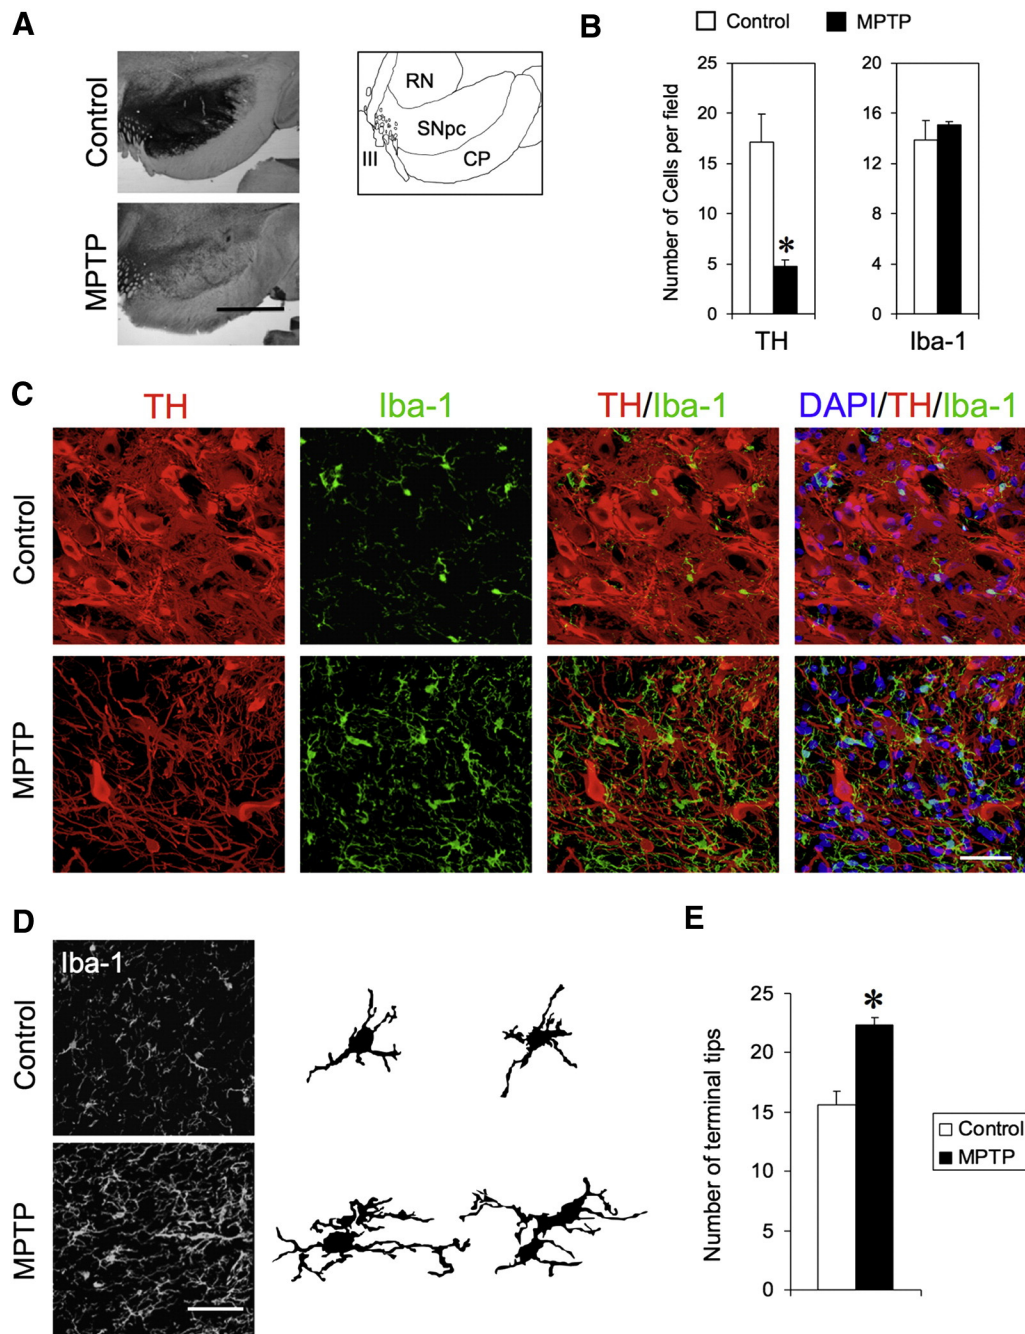 A
Control
MPTP
RN
SNpc
III
CP
B
Control
MPTP
Number of Cells per field
25
20
15
10
5
0
TH
*
20
16
12
8
4
0
Iba-1
C
TH
Iba-1
TH/Iba-1
DAPI/TH/Iba-1
Control
MPTP
D
Iba-1
Control
MPTP
E
Number of terminal tips
25
20
15
10
5
0
*
Control
MPTP